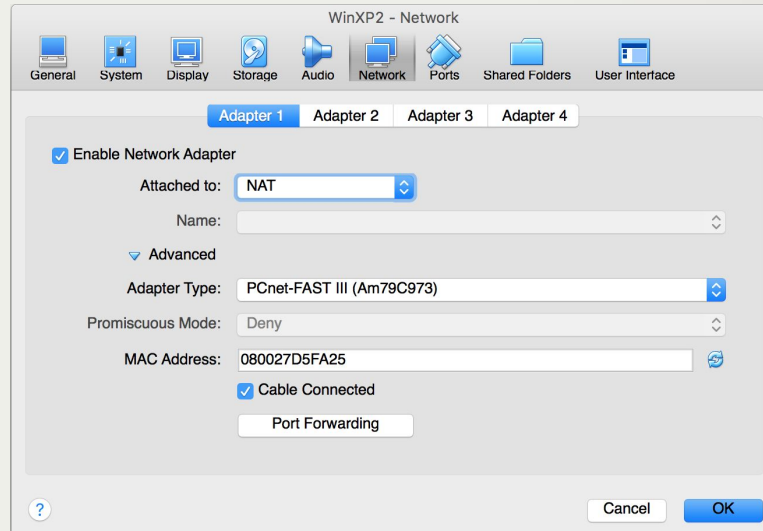 WinXP2 - Network
General System Display Storage Audio Network Ports Shared Folders User Interface
Adapter 1 Adapter 2 Adapter 3 Adapter 4
Enable Network Adapter
Attached to: NAT
Name:
Advanced
Adapter Type: PCnet-FAST III (Am79C973)
Promiscuous Mode: Deny
MAC Address: 080027D5FA25
Cable Connected
Port Forwarding
? Cancel OK